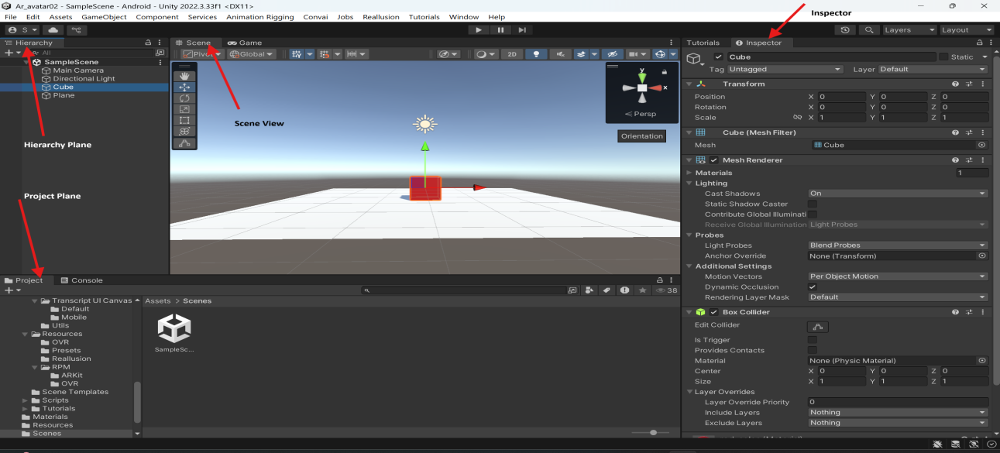 Ar_avatar02 - SampleScene - Android - Unity 2022.3.33f1 <DX11>
Inspector
File Edit Assets GameObject Component Services Animation Rigging Convai Jobs Reallusion Tutorials Window Help
S
Layers
Layout
Hierarchy
All
SampleScene
Main Camera
Directional Light
Cube
Plane
Hierarchy Plane
Project Plane
Scene
Game
Global
2D
y
x
Persp
Orientation
Scene View
Tutorials
Inspector
Cube
Static
Tag Untagged Layer Default
Transform
Position X 0 Y 0 Z 0
Rotation X 0 Y 0 Z 0
Scale X 1 Y 1 Z 1
Cube (Mesh Filter)
Mesh Cube
Mesh Renderer
Materials 1
Lighting
Cast Shadows On
Static Shadow Caster
Contribute Global Illuminati
Receive Global Illumination Light Probes
Probes
Light Probes Blend Probes
Anchor Override None (Transform)
Additional Settings
Motion Vectors Per Object Motion
Dynamic Occlusion
Rendering Layer Mask Default
Box Collider
Edit Collider
Is Trigger
Provides Contacts
Material None (Physic Material)
Center X 0 Y 0 Z 0
Size X 1 Y 1 Z 1
Layer Overrides
Layer Override Priority 0
Include Layers Nothing
Exclude Layers Nothing
Project
Console
38
Transcript UI Canvas
Default
Mobile
Utils
Resources
OVR
Presets
Reallusion
RPM
ARKit
OVR
Scene Templates
Scripts
Tutorials
Materials
Resources
Scenes
Assets > Scenes
SampleSc...